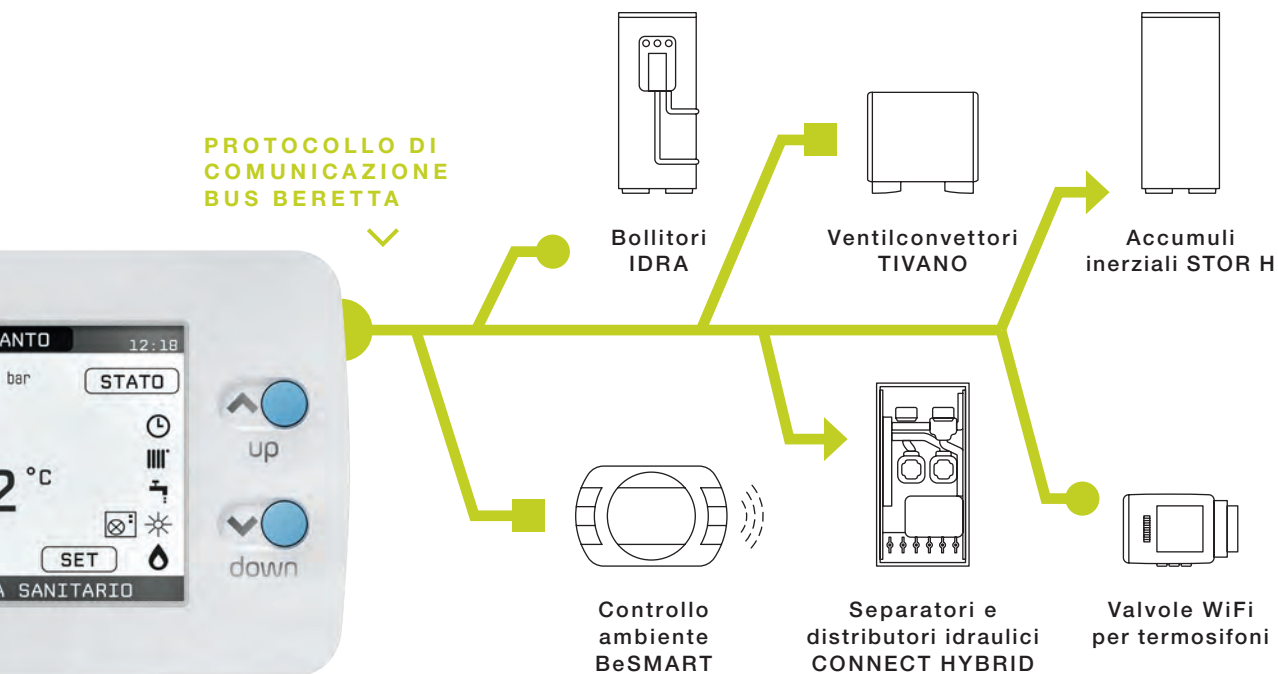 PROTOCOLLO DI
COMUNICAZIONE
BUS BERETTA
Bollitori
IDRA
Ventilconvettori
TIVANO
Accumuli
inerziali STOR H
ANTO 12:18
bar STATO
2 °C
SET
A SANITARIO
up
down
Controllo
ambiente
BeSMART
Separatori e
distributori idraulici
CONNECT HYBRID
Valvole WiFi
per termosifoni